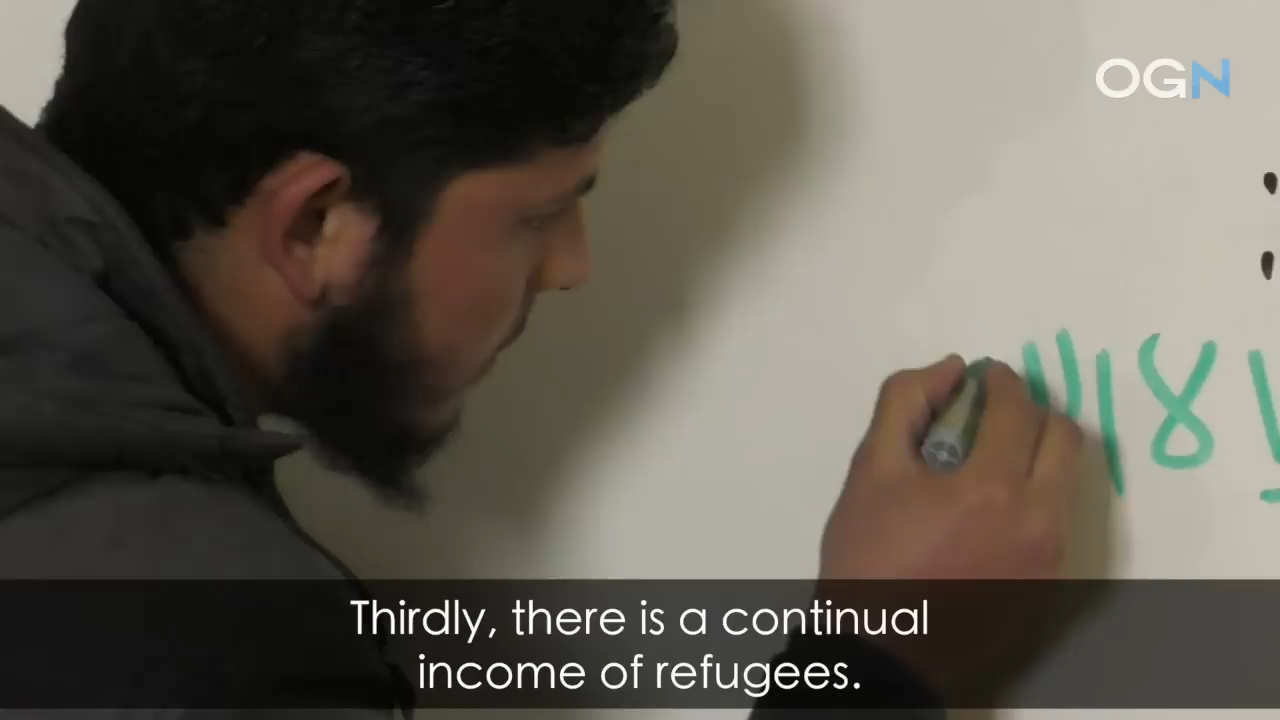 OGN
Thirdly, there is a continual
income of refugees.